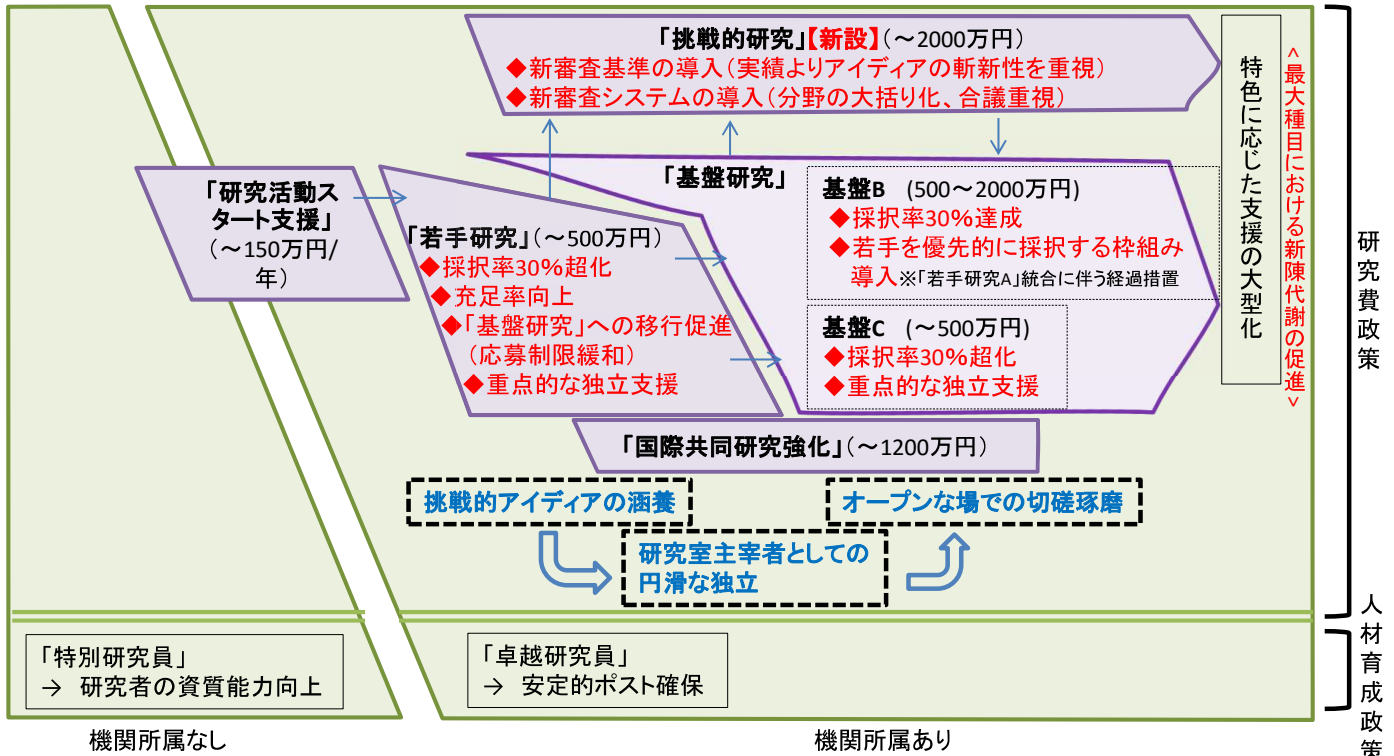 「挑戦的研究」【新設】（～2000万円）
◆新審査基準の導入（実績よりアイディアの斬新性を重視）
◆新審査システムの導入（分野の大括り化、合議重視）
特色に応じた支援の大型化
＜最大種目における新陳代謝の促進＞
「研究活動ス
タート支援」
（～150万円/
年）
「若手研究」（～500万円）
◆採択率30%超化
◆充足率向上
◆「基盤研究」への移行促進
（応募制限緩和）
◆重点的な独立支援
「基盤研究」
基盤B （500～2000万円）
◆採択率30%達成
◆若手を優先的に採択する枠組み
導入※「若手研究A」統合に伴う経過措置
基盤C （～500万円）
◆採択率30%超化
◆重点的な独立支援
「国際共同研究強化」（～1200万円）
挑戦的アイディアの涵養
オープンな場での切磋琢磨
研究室主宰者としての
円滑な独立
研究費政策
「特別研究員」
→ 研究者の資質能力向上
「卓越研究員」
→ 安定的ポスト確保
人材育成政策
機関所属なし
機関所属あり